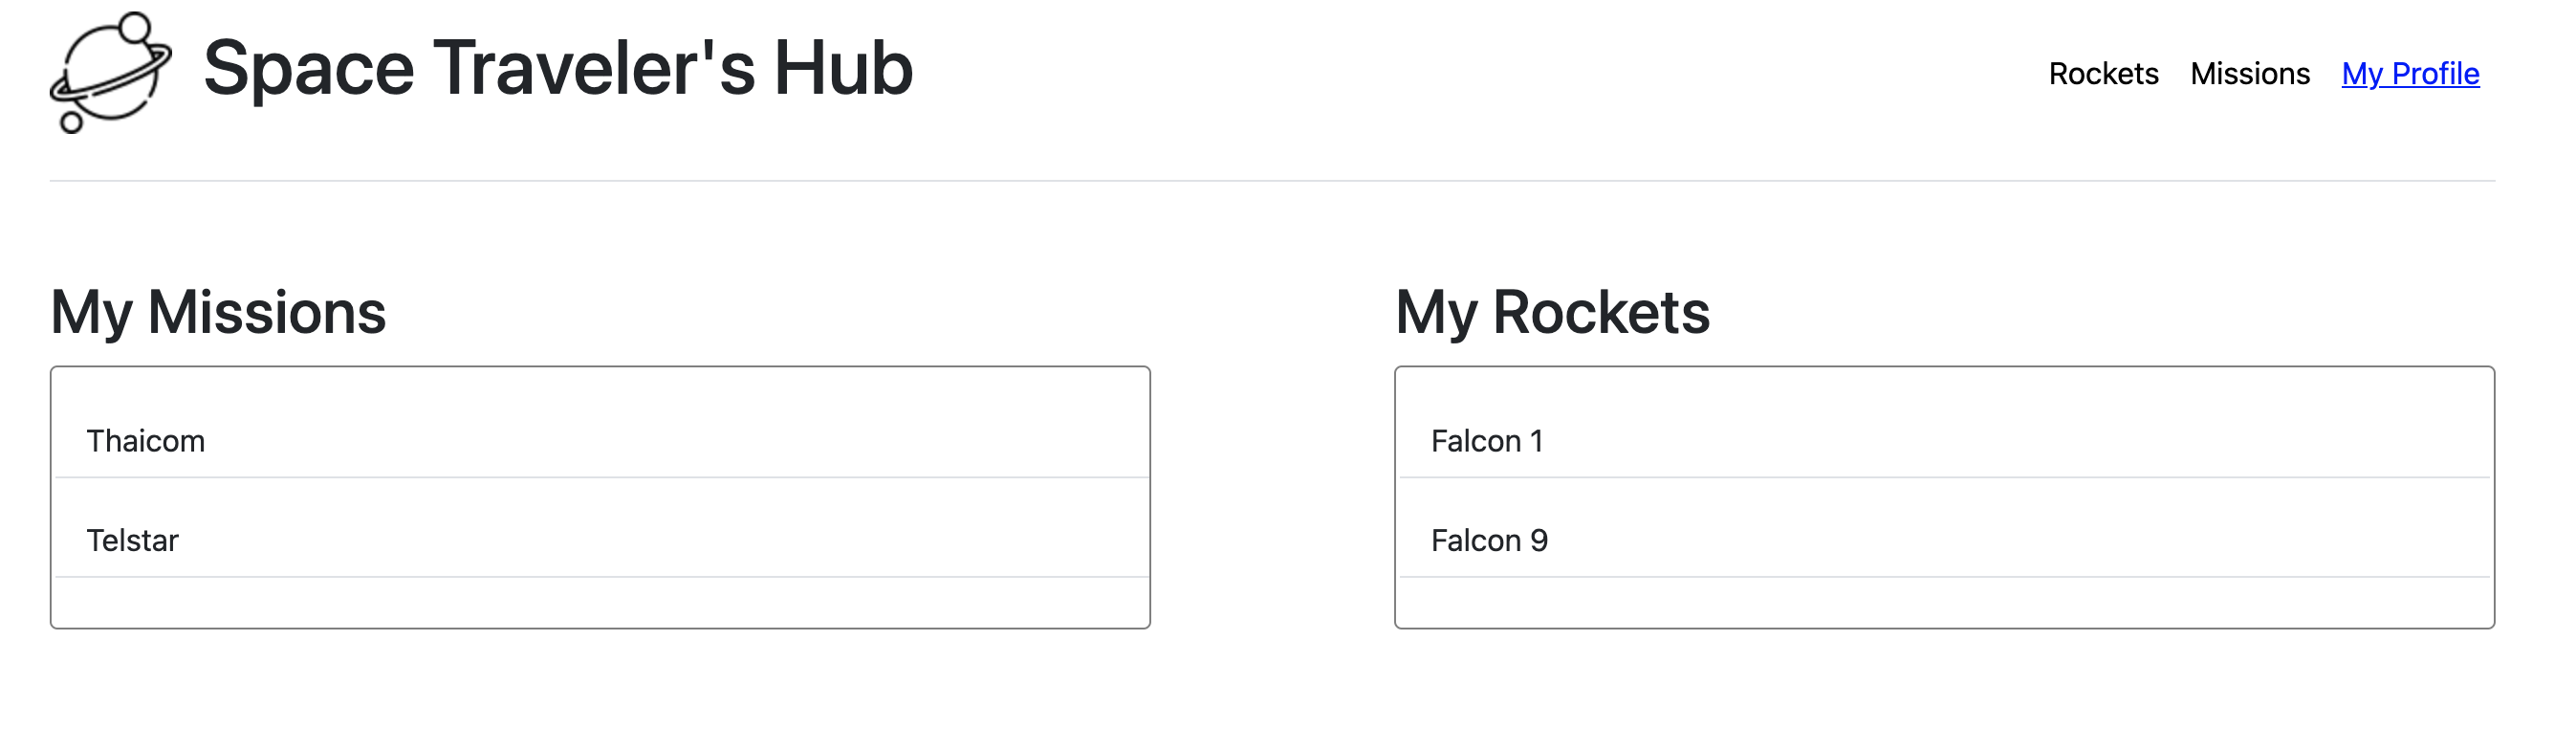 Space Traveler's Hub
Rockets Missions My Profile
My Missions
Thaicom
Telstar
My Rockets
Falcon 1
Falcon 9